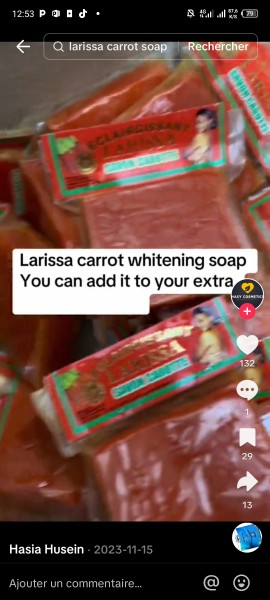 12:53
larissa carrot soap
Rechercher
ECLAIRCISSANT
LARISSA
SAVON CAROTTE
Larissa carrot whitening soap
You can add it to your extra
LARISSA
SAVON CAROTTE
132
1
29
13
Hasia Husein · 2023-11-15
Ajouter un commentaire...